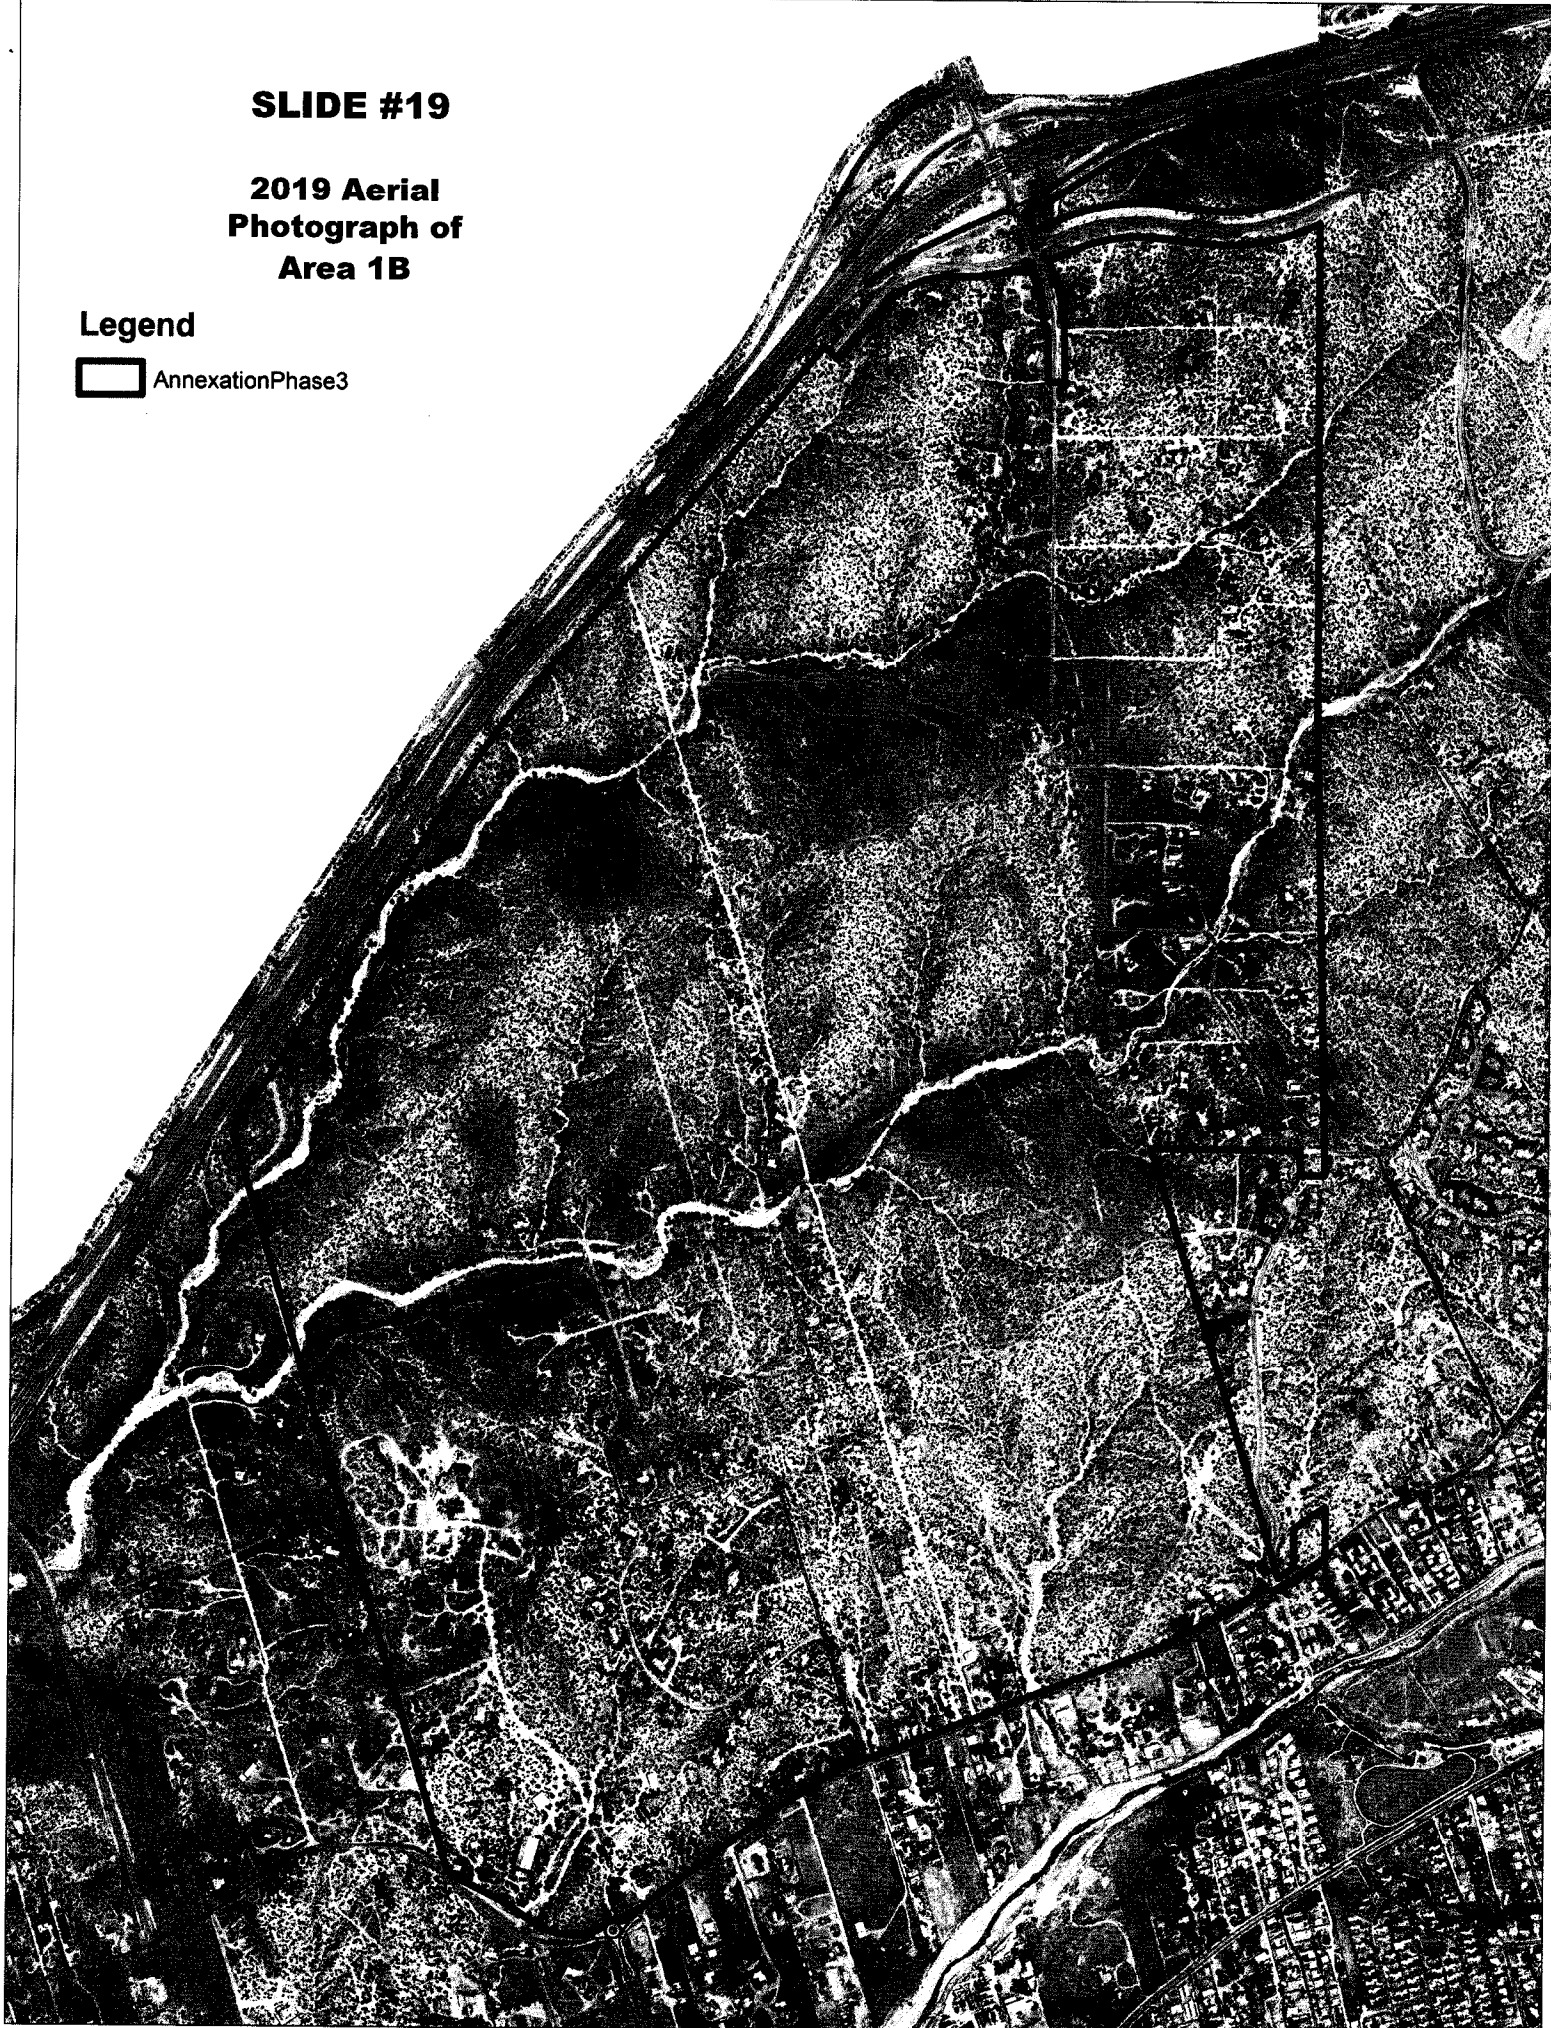 SLIDE #19
2019 Aerial
Photograph of
Area 1B
Legend
AnnexationPhase3